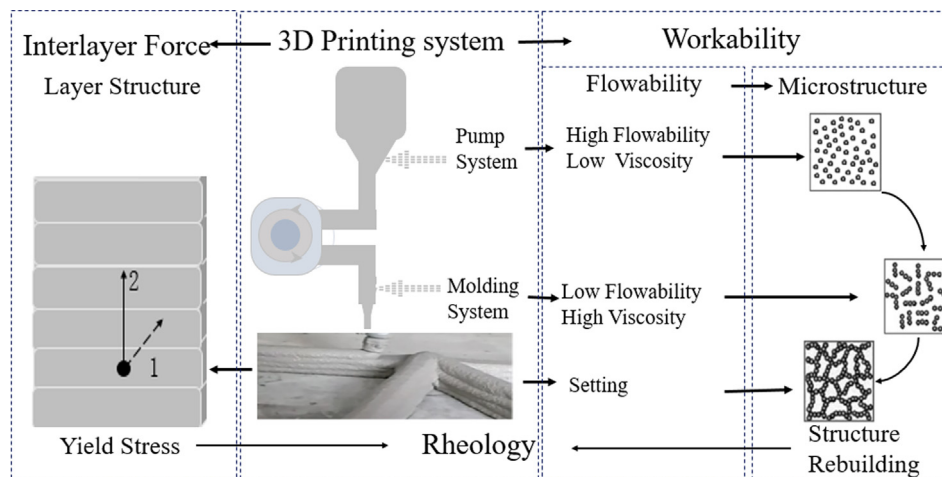 Interlayer Force
3D Printing system
Workability
Layer Structure
Flowability
Microstructure
Pump
System
High Flowability
Low Viscosity
2
1
Molding
System
Low Flowability
High Viscosity
Setting
Yield Stress
Rheology
Structure
Rebuilding